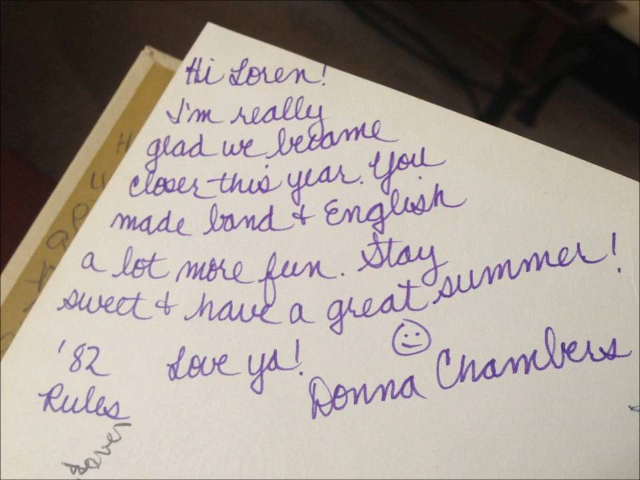 Hi Loren!
I'm really
glad we became
closer this year. You
made band & English
a lot more fun. Stay
sweet & have a great summer!
'82 Love ya!
Rules
Donna Chambers